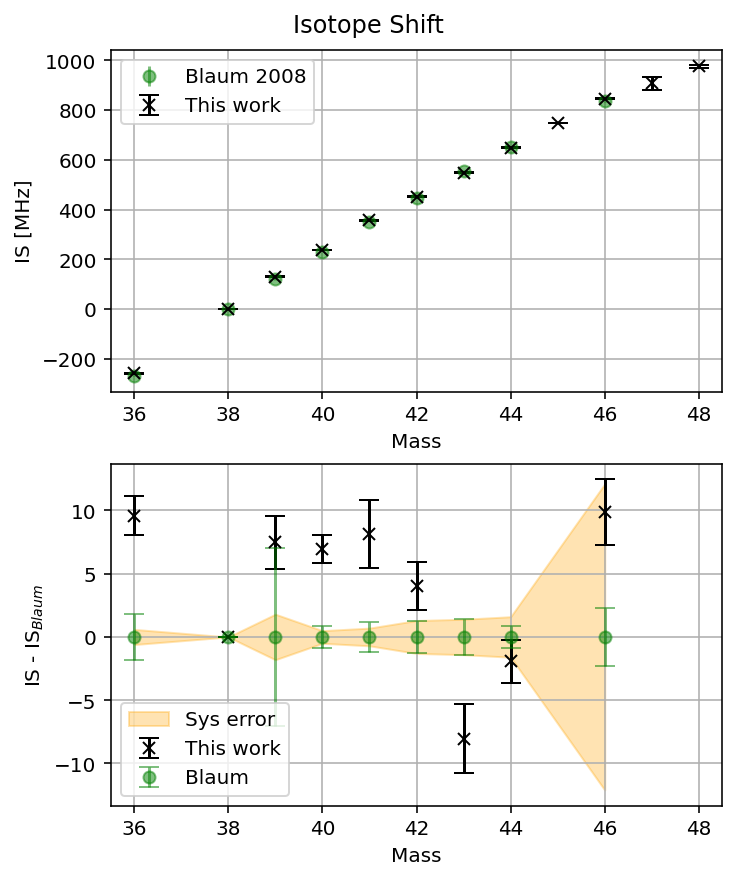 Isotope Shift
IS [MHz]
1000
800
600
400
200
0
−200
Blaum 2008
This work
36 38 40 42 44 46 48
Mass
IS - IS_{Blaum}
10
5
0
−5
−10
Sys error
This work
Blaum
36 38 40 42 44 46 48
Mass